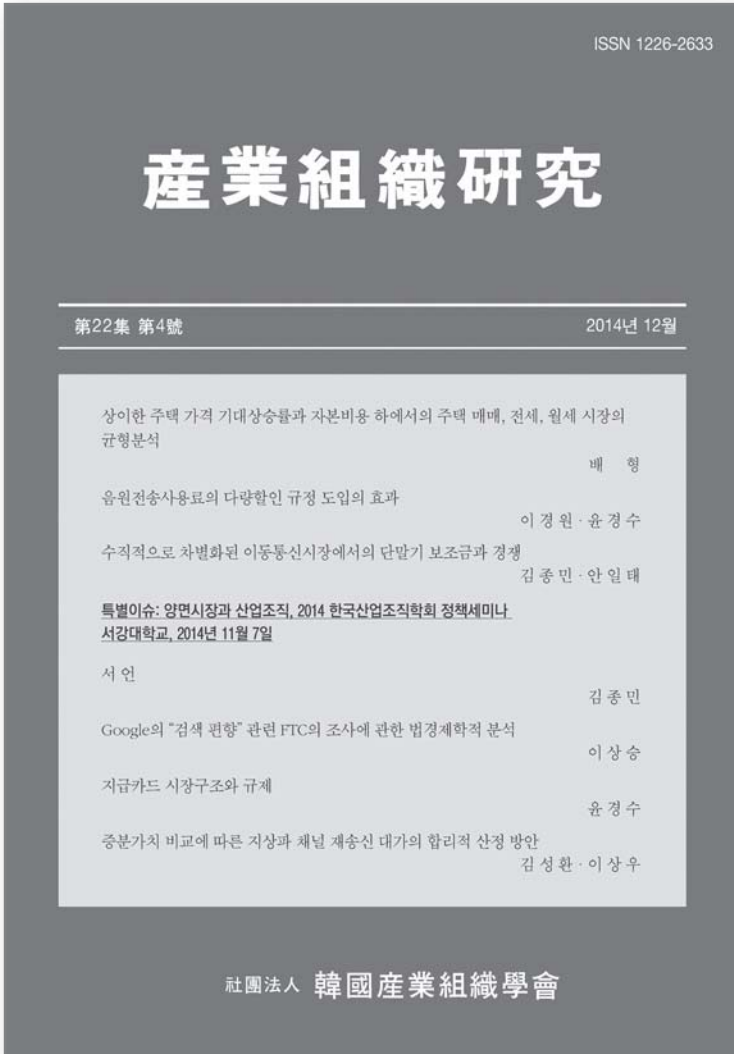 ISSN 1226-2633
産業組織研究
第22集 第4號
2014년 12월
상이한 주택 가격 기대상승률과 자본비용 하에서의 주택 매매, 전세, 월세 시장의
균형분석
배 형
음원전송사용료의 다량할인 규정 도입의 효과
이경원·윤경수
수직적으로 차별화된 이동통신시장에서의 단말기 보조금과 경쟁
김종민·안일태
특별이슈: 양면시장과 산업조직, 2014 한국산업조직학회 정책세미나
서강대학교, 2014년 11월 7일
서언
김종민
Google의 “검색 편향” 관련 FTC의 조사에 관한 법경제학적 분석
이상승
지급카드 시장구조와 규제
윤경수
증분가치 비교에 따른 지상파 채널 재송신 대가의 합리적 산정 방안
김성환·이상우
社團法人 韓國産業組織學會